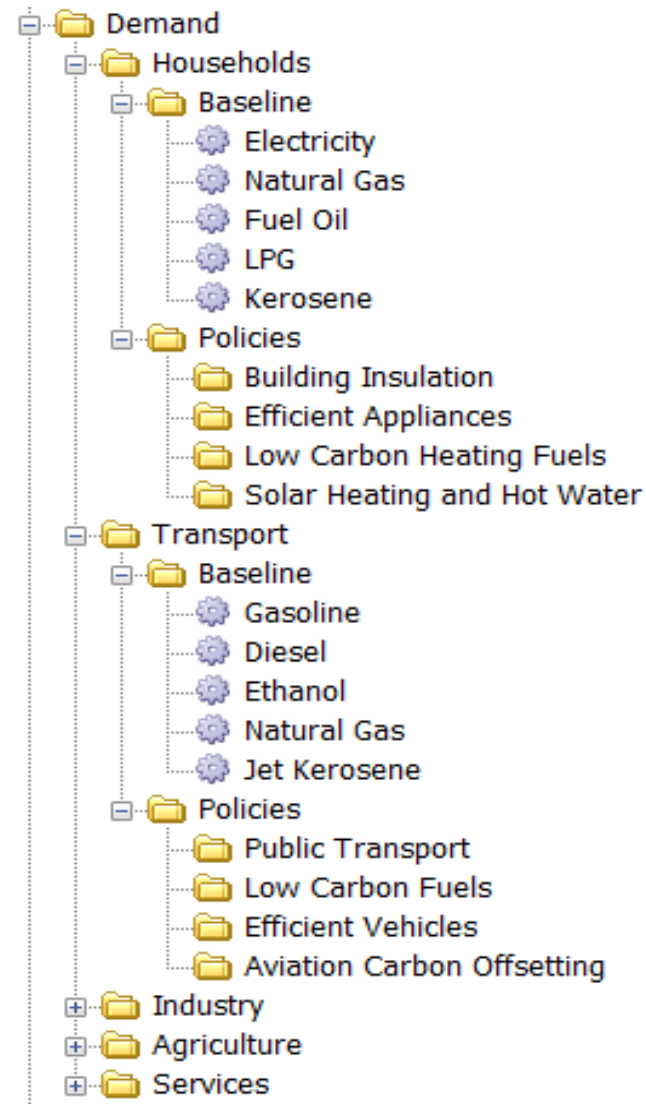 Demand
Households
Baseline
Electricity
Natural Gas
Fuel Oil
LPG
Kerosene
Policies
Building Insulation
Efficient Appliances
Low Carbon Heating Fuels
Solar Heating and Hot Water
Transport
Baseline
Gasoline
Diesel
Ethanol
Natural Gas
Jet Kerosene
Policies
Public Transport
Low Carbon Fuels
Efficient Vehicles
Aviation Carbon Offsetting
Industry
Agriculture
Services